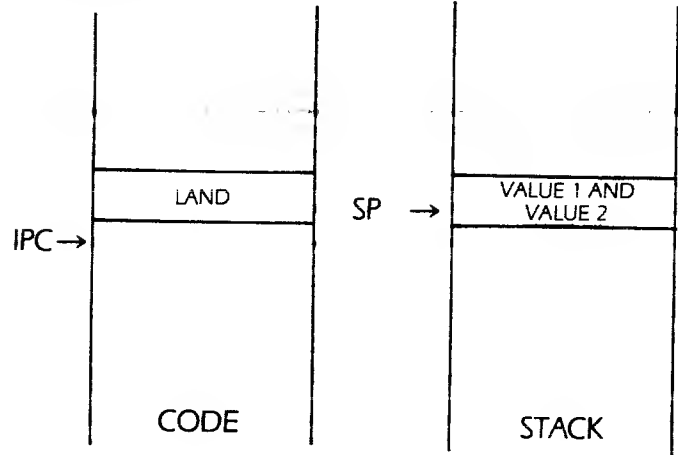 LAND
IPC→
CODE
SP →
VALUE 1 AND
VALUE 2
STACK